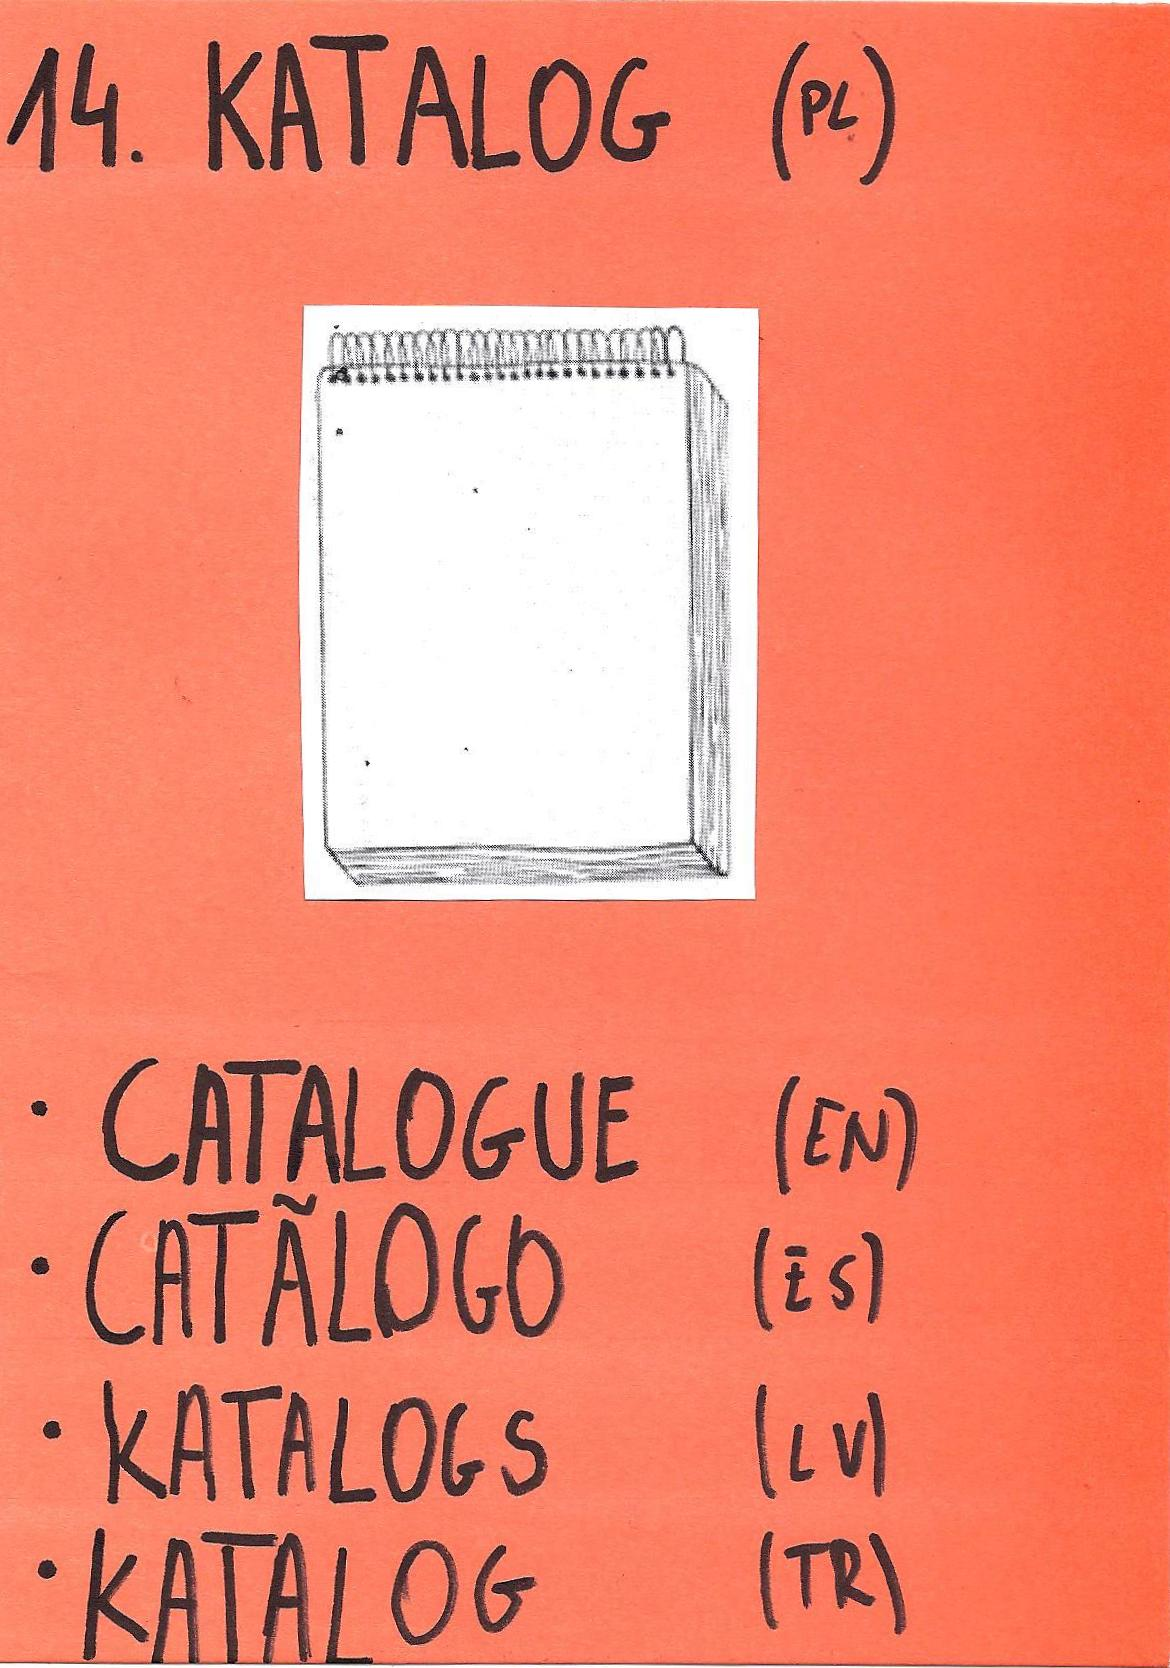 14. KATALOG (PL)
• CATALOGUE (EN)
• CATÃLOGO (ES)
• KATALOGS (LV)
• KATALOG (TR)